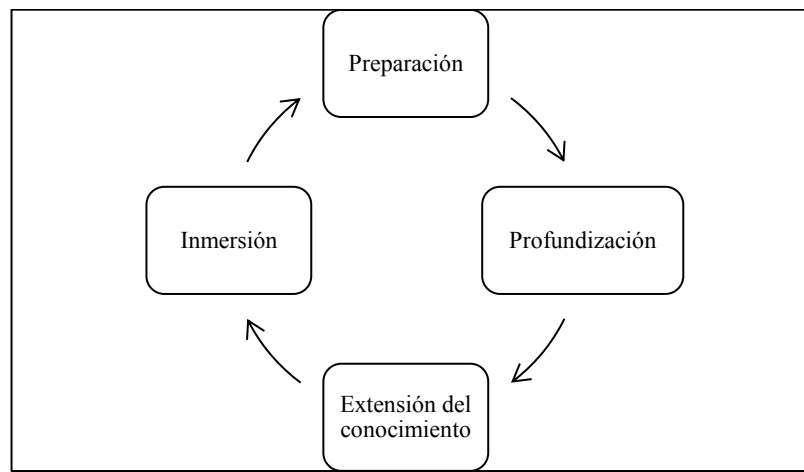 Preparación
Profundización
Extensión del
conocimiento
Inmersión